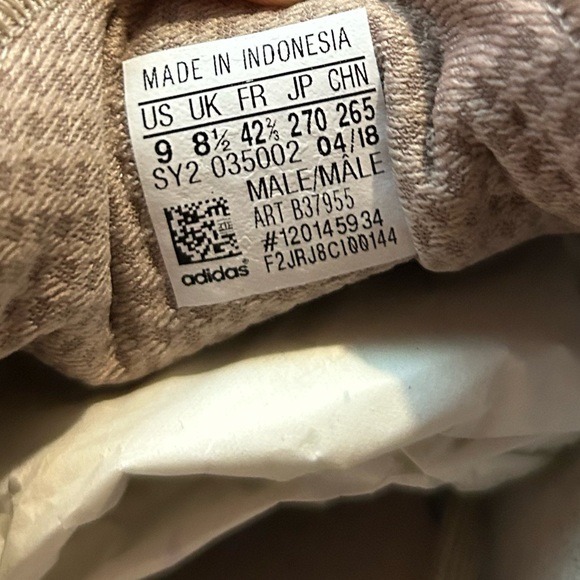 MADE IN INDONESIA
US UK FR JP CHN
9 8½ 42⅔ 270 265
SY2 035002 04/18
MALE/MÂLE
ART B37955
#120145934
F2JRJ8CI00144
adidas